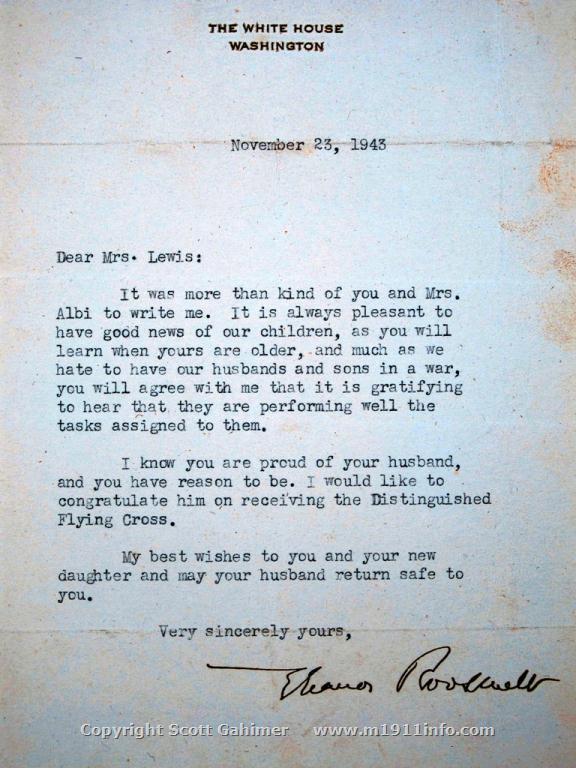 THE WHITE HOUSE
WASHINGTON
November 23, 1943
Dear Mrs. Lewis:
It was more than kind of you and Mrs.
Albi to write me. It is always pleasant to
have good news of our children, as you will
learn when yours are older, and much as we
hate to have our husbands and sons in a war,
you will agree with me that it is gratifying
to hear that they are performing well the
tasks assigned to them.
I know you are proud of your husband,
and you have reason to be. I would like to
congratulate him on receiving the Distinguished
Flying Cross.
My best wishes to you and your new
daughter and may your husband return safe to
you.
Very sincerely yours,
Eleanor Roosevelt
Copyright Scott Gahimer www.m1911info.com